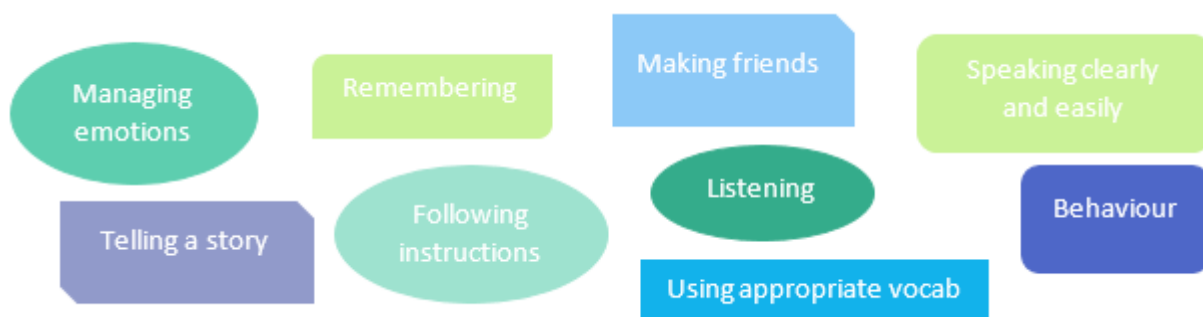 Managing
emotions
Remembering
Making friends
Speaking clearly
and easily
Telling a story
Following
instructions
Listening
Behaviour
Using appropriate vocab